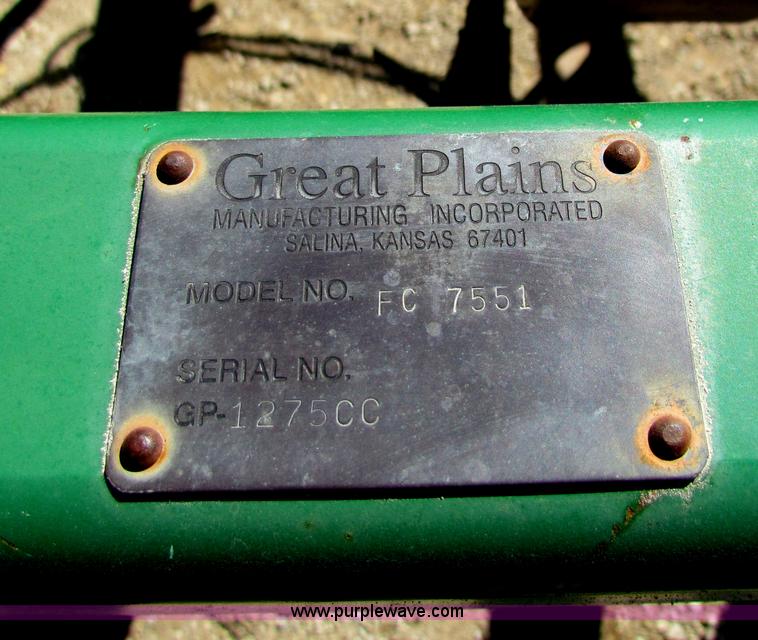 Great Plains
MANUFACTURING INCORPORATED
SALINA, KANSAS 67401
MODEL NO. FC 7551
SERIAL NO.
GP-1275CC
www.purplewave.com